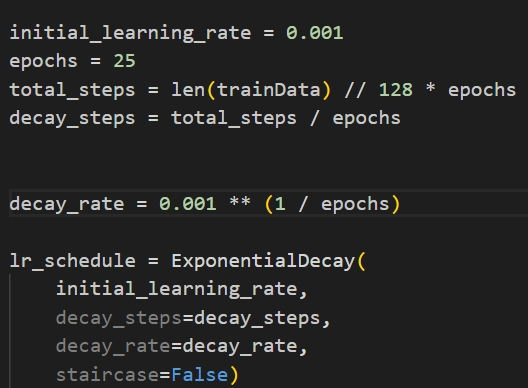 initial_learning_rate = 0.001
epochs = 25
total_steps = len(trainData) // 128 * epochs
decay_steps = total_steps / epochs
decay_rate = 0.001 ** (1 / epochs)
lr_schedule = ExponentialDecay(
    initial_learning_rate,
    decay_steps=decay_steps,
    decay_rate=decay_rate,
    staircase=False)